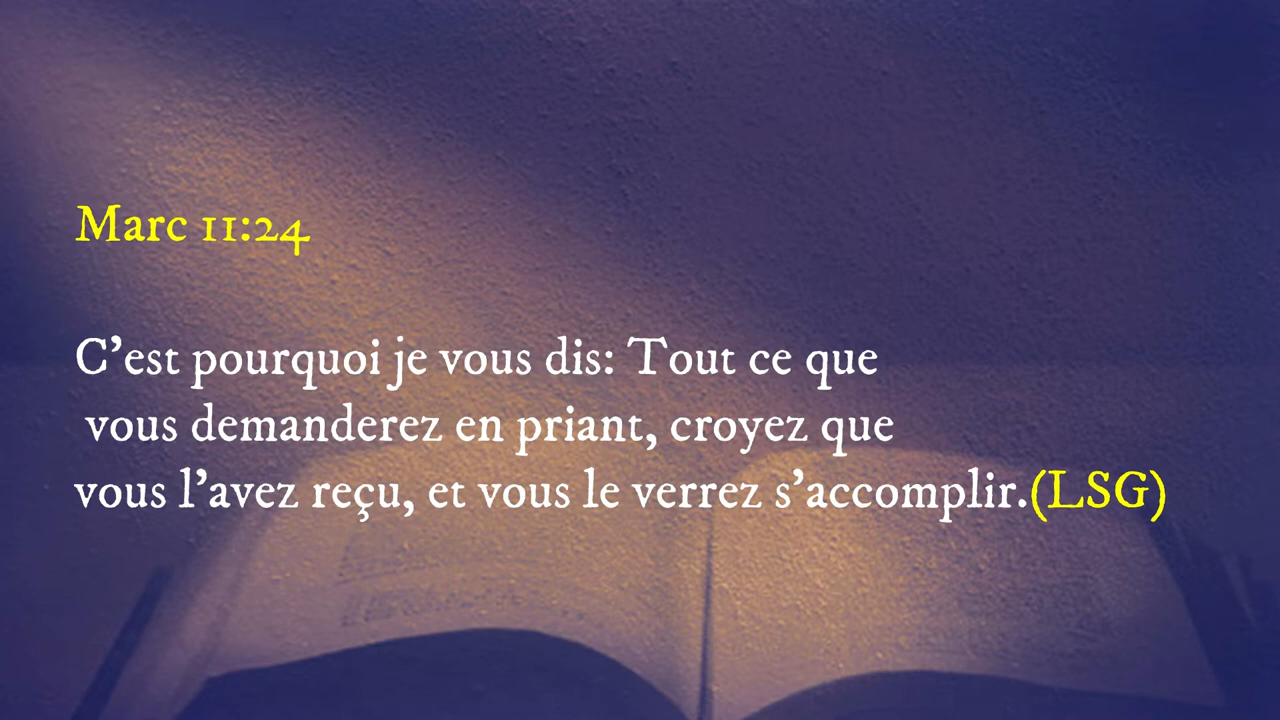 Marc 11:24
C’est pourquoi je vous dis: Tout ce que
vous demanderez en priant, croyez que
vous l’avez reçu, et vous le verrez s’accomplir.(LSG)